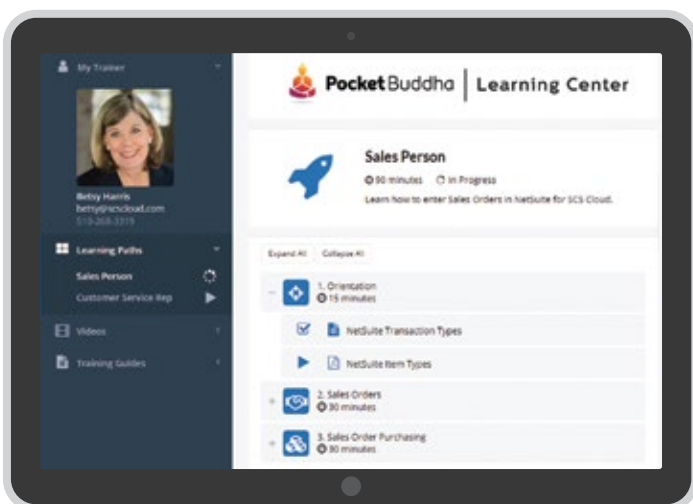 My Trainer
Betsy Harris
betsy@scscloud.com
Learning Paths
Sales Person
Customer Service Rep
Videos
Training Guides
PocketBuddha | Learning Center
Sales Person
90 minutes In Progress
Learn how to enter Sales Orders in NetSuite for SCS Cloud.
Expand All Collapse All
1. Orientation
15 minutes
NetSuite Transaction Types
NetSuite Item Types
2. Sales Orders
30 minutes
3. Sales Order Purchasing
30 minutes